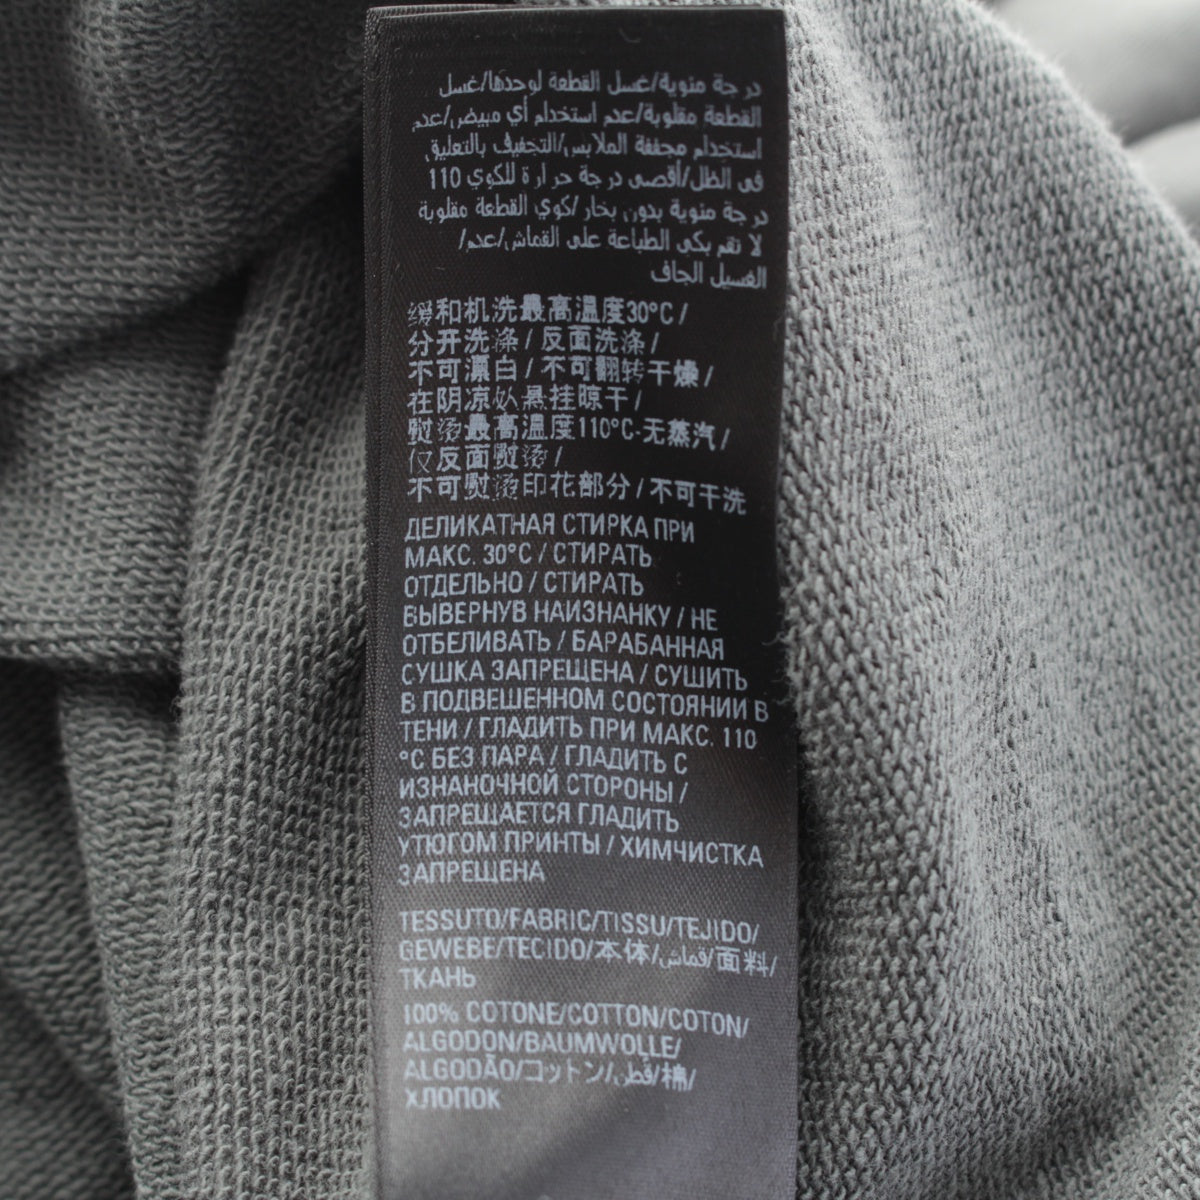 درجة مئوية/غسل القطعة لوحدها/غسل
القطعة مقلوبة/عدم استخدام أي مبيض/عدم
استخدام مجففة الملابس/التجفيف بالتعليق
في الظل/أقصى درجة حرارة للكوي 110
درجة مئوية بدون بخار/كوي القطعة مقلوبة
لا تقم بكي الطباعة على القماش/عدم/
الغسيل الجاف
缓和机洗最高温度30°C/
分开洗涤/反面洗涤/
不可漂白/不可翻转干燥/
在阴凉处悬挂晾干/
熨烫最高温度110°C-无蒸汽/
仅反面熨烫/
不可熨烫印花部分/不可干洗
ДЕЛИКАТНАЯ СТИРКА ПРИ
МАКС. 30°C / СТИРАТЬ
ОТДЕЛЬНО / СТИРАТЬ
ВЫВЕРНУВ НАИЗНАНКУ / НЕ
ОТБЕЛИВАТЬ / БАРАБАННАЯ
СУШКА ЗАПРЕЩЕНА / СУШИТЬ
В ПОДВЕШЕННОМ СОСТОЯНИИ В
ТЕНИ / ГЛАДИТЬ ПРИ МАКС. 110
°C БЕЗ ПАРА / ГЛАДИТЬ С
ИЗНАНОЧНОЙ СТОРОНЫ /
ЗАПРЕЩАЕТСЯ ГЛАДИТЬ
УТЮГОМ ПРИНТЫ / ХИМЧИСТКА
ЗАПРЕЩЕНА
TESSUTO/FABRIC/TISSU/TEJIDO/
GEWEBE/TECIDO/本体/قماش/面料/
ТКАНЬ
100% COTONE/COTTON/COTON/
ALGODON/BAUMWOLLE/
ALGODÃO/コットン/قطن/棉/
ХЛОПОК